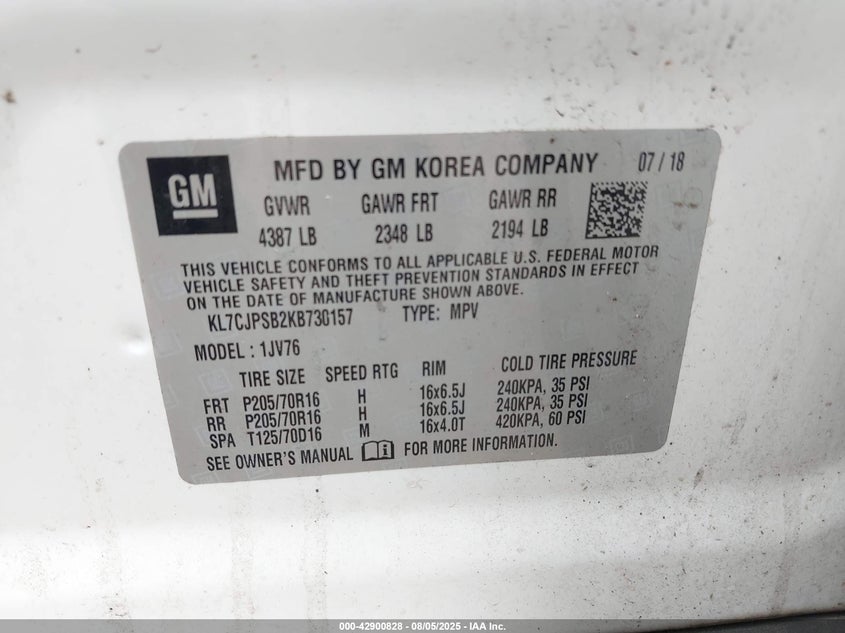 GM
MFD BY GM KOREA COMPANY 07 / 18
GVWR GAWR FRT GAWR RR
4387 LB 2348 LB 2194 LB
THIS VEHICLE CONFORMS TO ALL APPLICABLE U.S. FEDERAL MOTOR
VEHICLE SAFETY AND THEFT PREVENTION STANDARDS IN EFFECT
ON THE DATE OF MANUFACTURE SHOWN ABOVE.
KL7CJPSB2KB730157 TYPE: MPV
MODEL : 1JV76
TIRE SIZE SPEED RTG RIM COLD TIRE PRESSURE
FRT P205/70R16 H 16x6.5J 240KPA, 35 PSI
RR P205/70R16 H 16x6.5J 240KPA, 35 PSI
SPA T125/70D16 M 16x4.0T 420KPA, 60 PSI
SEE OWNER'S MANUAL i FOR MORE INFORMATION.
000-42900828 - 08/05/2025 - IAA Inc.